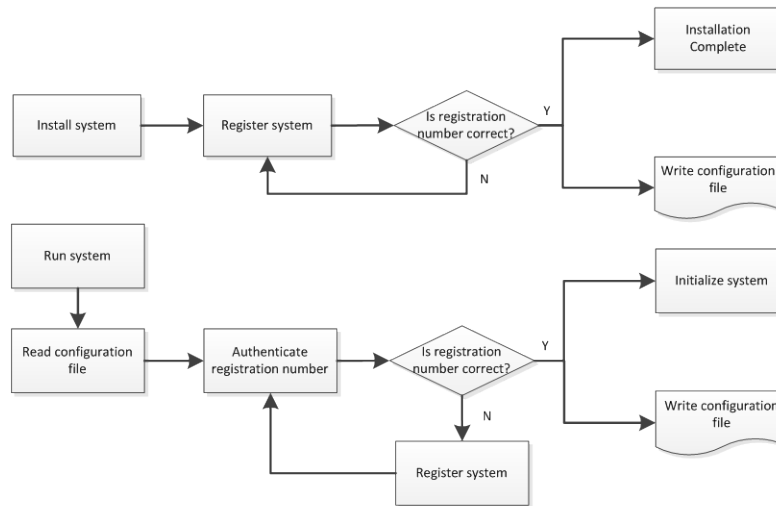 Installation
Complete
Install system
Register system
Is registration
number correct?
Y
N
Write configuration
file
Run system
Initialize system
Read configuration
file
Authenticate
registration number
Is registration
number correct?
Y
N
Write configuration
file
Register system